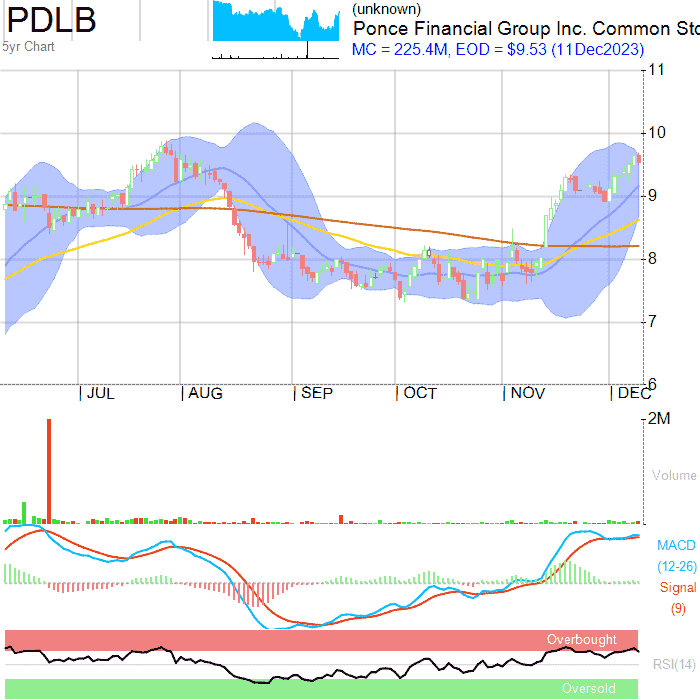 PDLB
5yr Chart
(unknown)
Ponce Financial Group Inc. Common Sto
MC = 225.4M, EOD = $9.53 (11Dec2023)
11
10
9
8
7
6
JUL
AUG
SEP
OCT
NOV
DEC
2M
Volume
MACD
(12-26)
Signal
(9)
Overbought
RSI(14)
Oversold